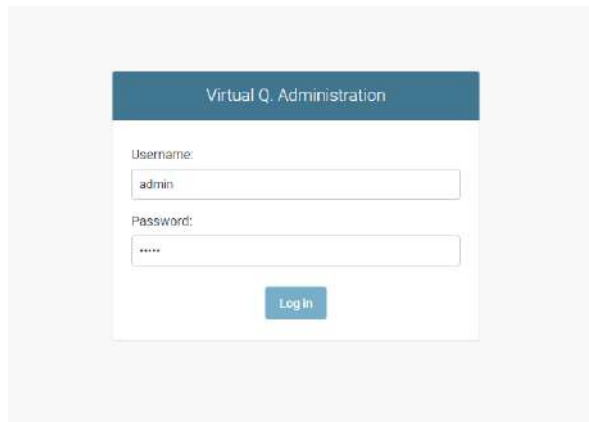 Virtual Q. Administration
Username:
admin
Password:
•••••
Log in